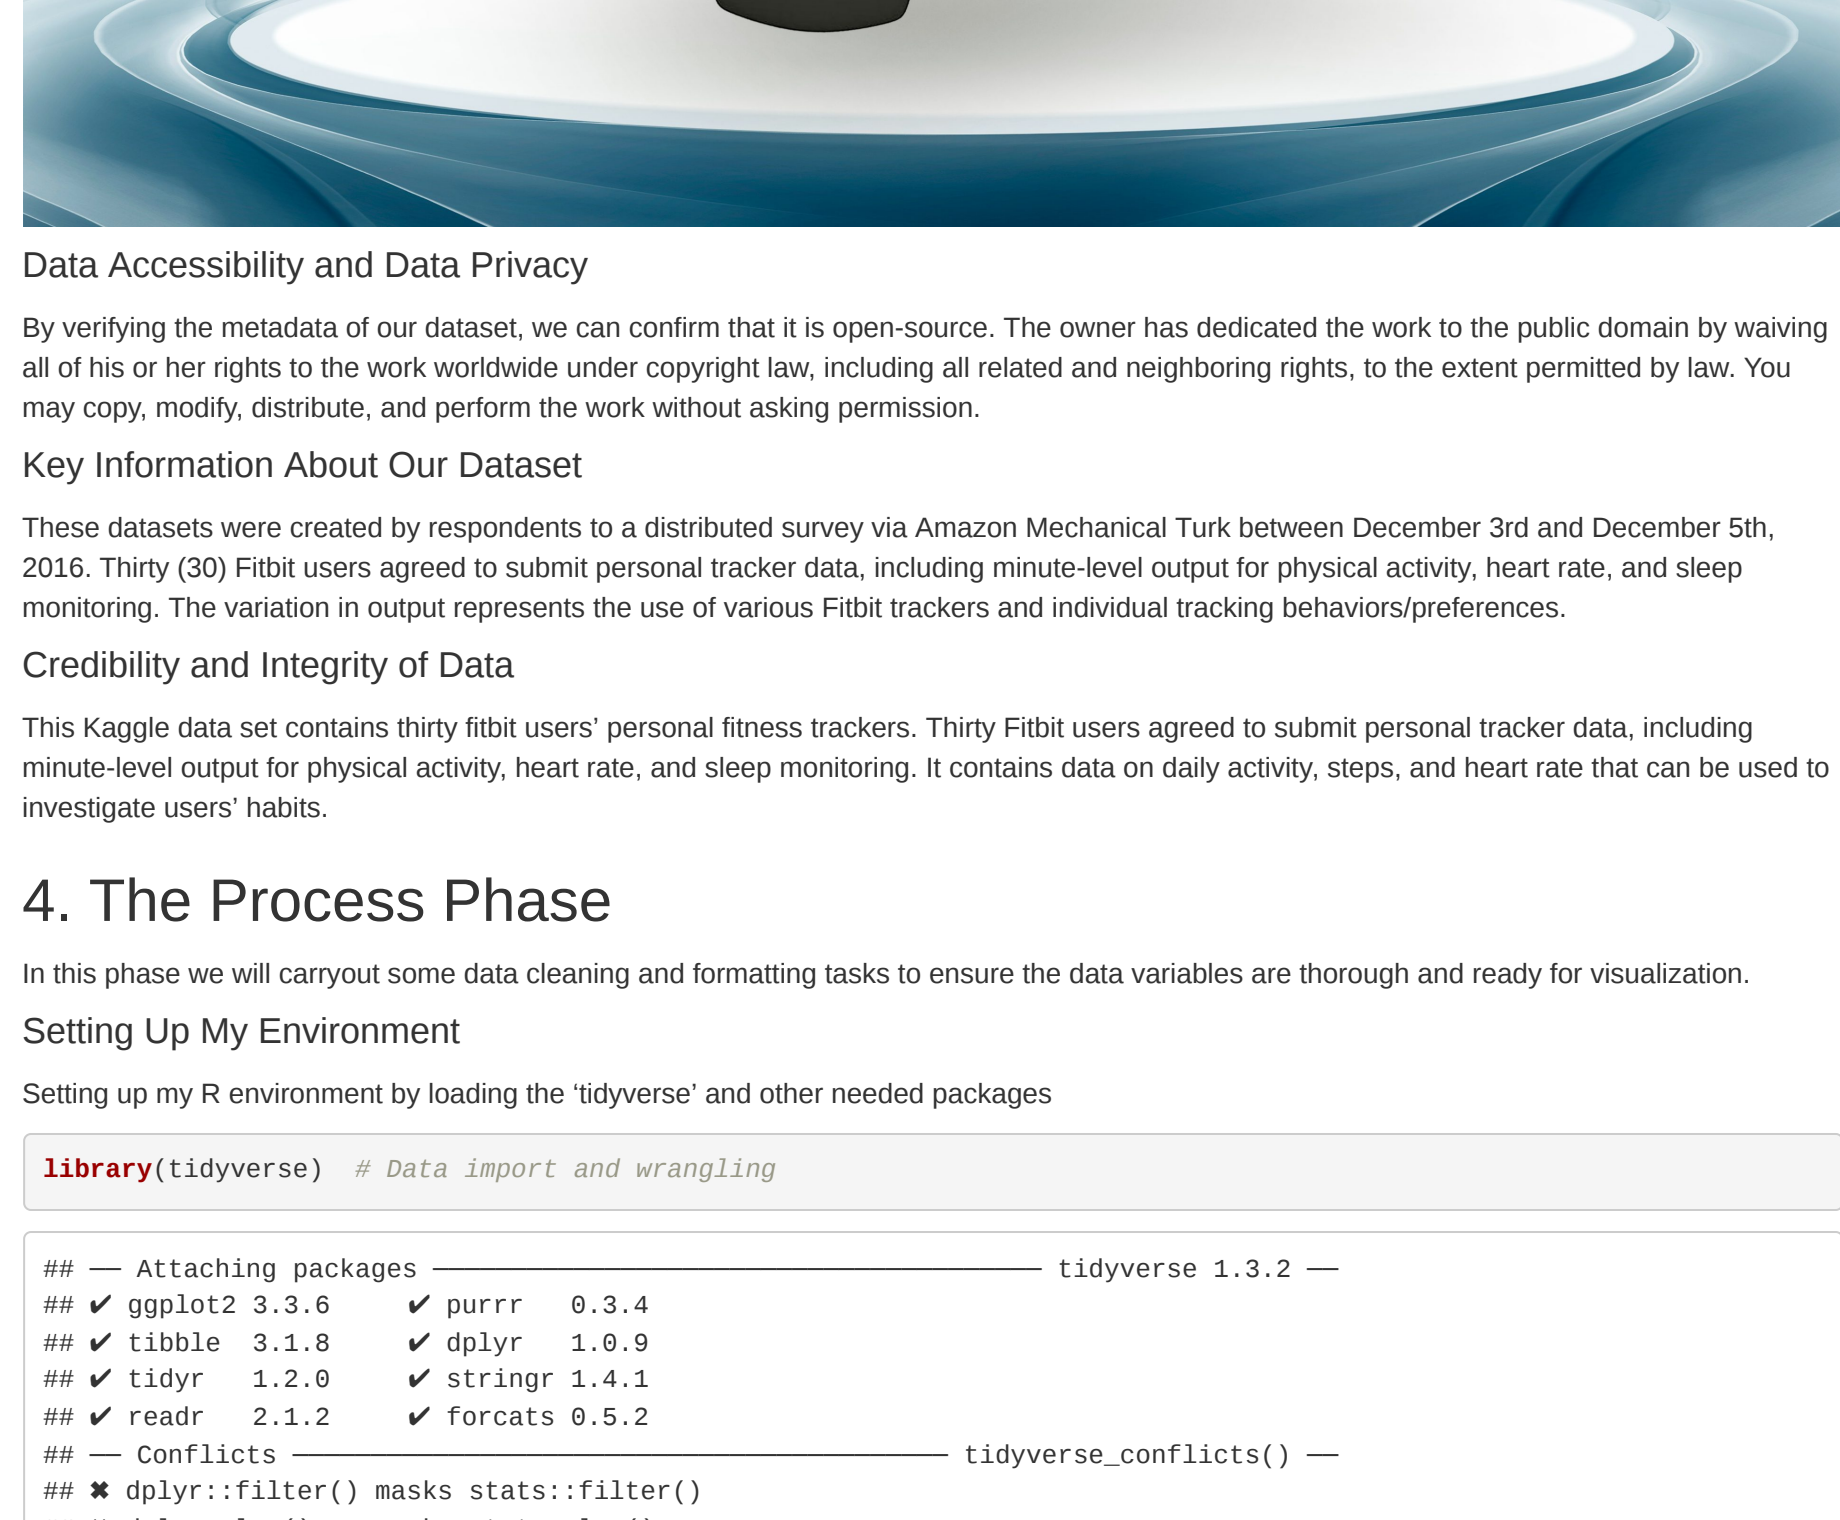 Data Accessibility and Data Privacy
By verifying the metadata of our dataset, we can confirm that it is open-source. The owner has dedicated the work to the public domain by waiving
all of his or her rights to the work worldwide under copyright law, including all related and neighboring rights, to the extent permitted by law. You
may copy, modify, distribute, and perform the work without asking permission.
Key Information About Our Dataset
These datasets were created by respondents to a distributed survey via Amazon Mechanical Turk between December 3rd and December 5th,
2016. Thirty (30) Fitbit users agreed to submit personal tracker data, including minute-level output for physical activity, heart rate, and sleep
monitoring. The variation in output represents the use of various Fitbit trackers and individual tracking behaviors/preferences.
Credibility and Integrity of Data
This Kaggle data set contains thirty fitbit users’ personal fitness trackers. Thirty Fitbit users agreed to submit personal tracker data, including
minute-level output for physical activity, heart rate, and sleep monitoring. It contains data on daily activity, steps, and heart rate that can be used to
investigate users’ habits.
4. The Process Phase
In this phase we will carryout some data cleaning and formatting tasks to ensure the data variables are thorough and ready for visualization.
Setting Up My Environment
Setting up my R environment by loading the ‘tidyverse’ and other needed packages
library(tidyverse)  # Data import and wrangling
## ── Attaching packages ─────────────────────────────────────── tidyverse 1.3.2 ──
## ✔ ggplot2 3.3.6     ✔ purrr   0.3.4
## ✔ tibble  3.1.8     ✔ dplyr   1.0.9
## ✔ tidyr   1.2.0     ✔ stringr 1.4.1
## ✔ readr   2.1.2     ✔ forcats 0.5.2
## ── Conflicts ────────────────────────────────────────── tidyverse_conflicts() ──
## ✖ dplyr::filter() masks stats::filter()